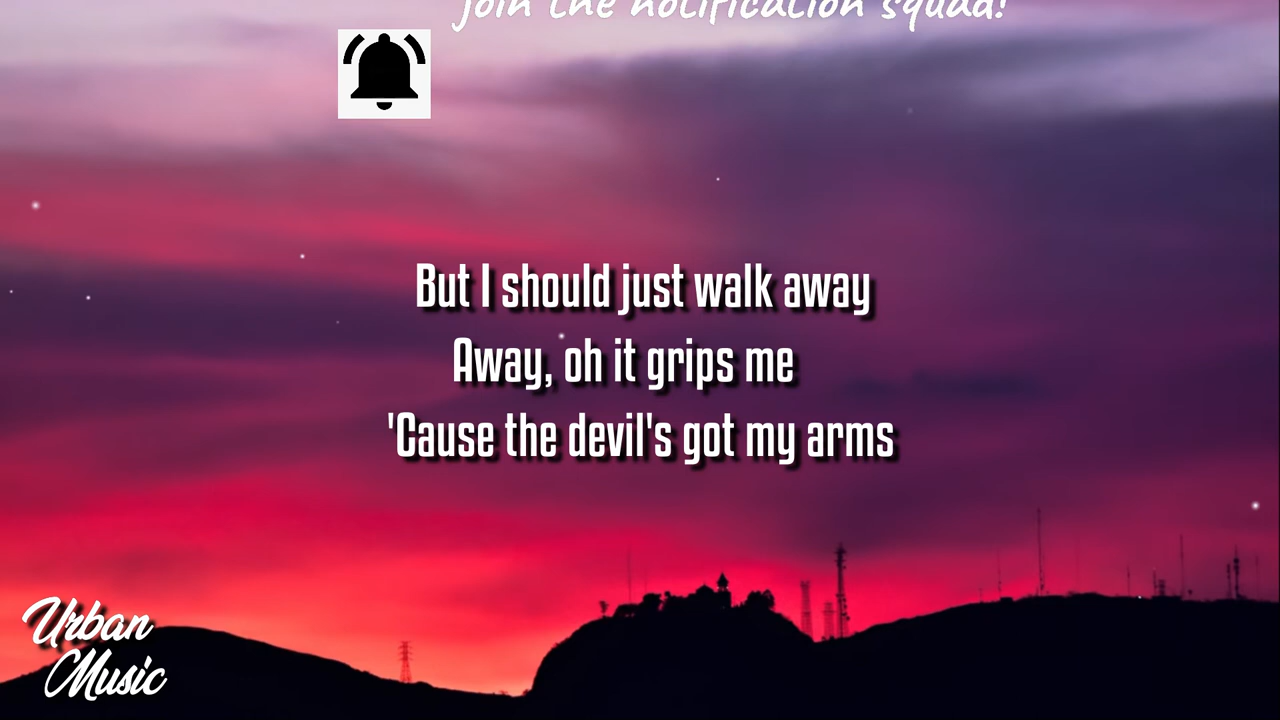 join the notification squad!
But I should just walk away
Away, oh it grips me
'Cause the devil's got my arms
Urban
Music